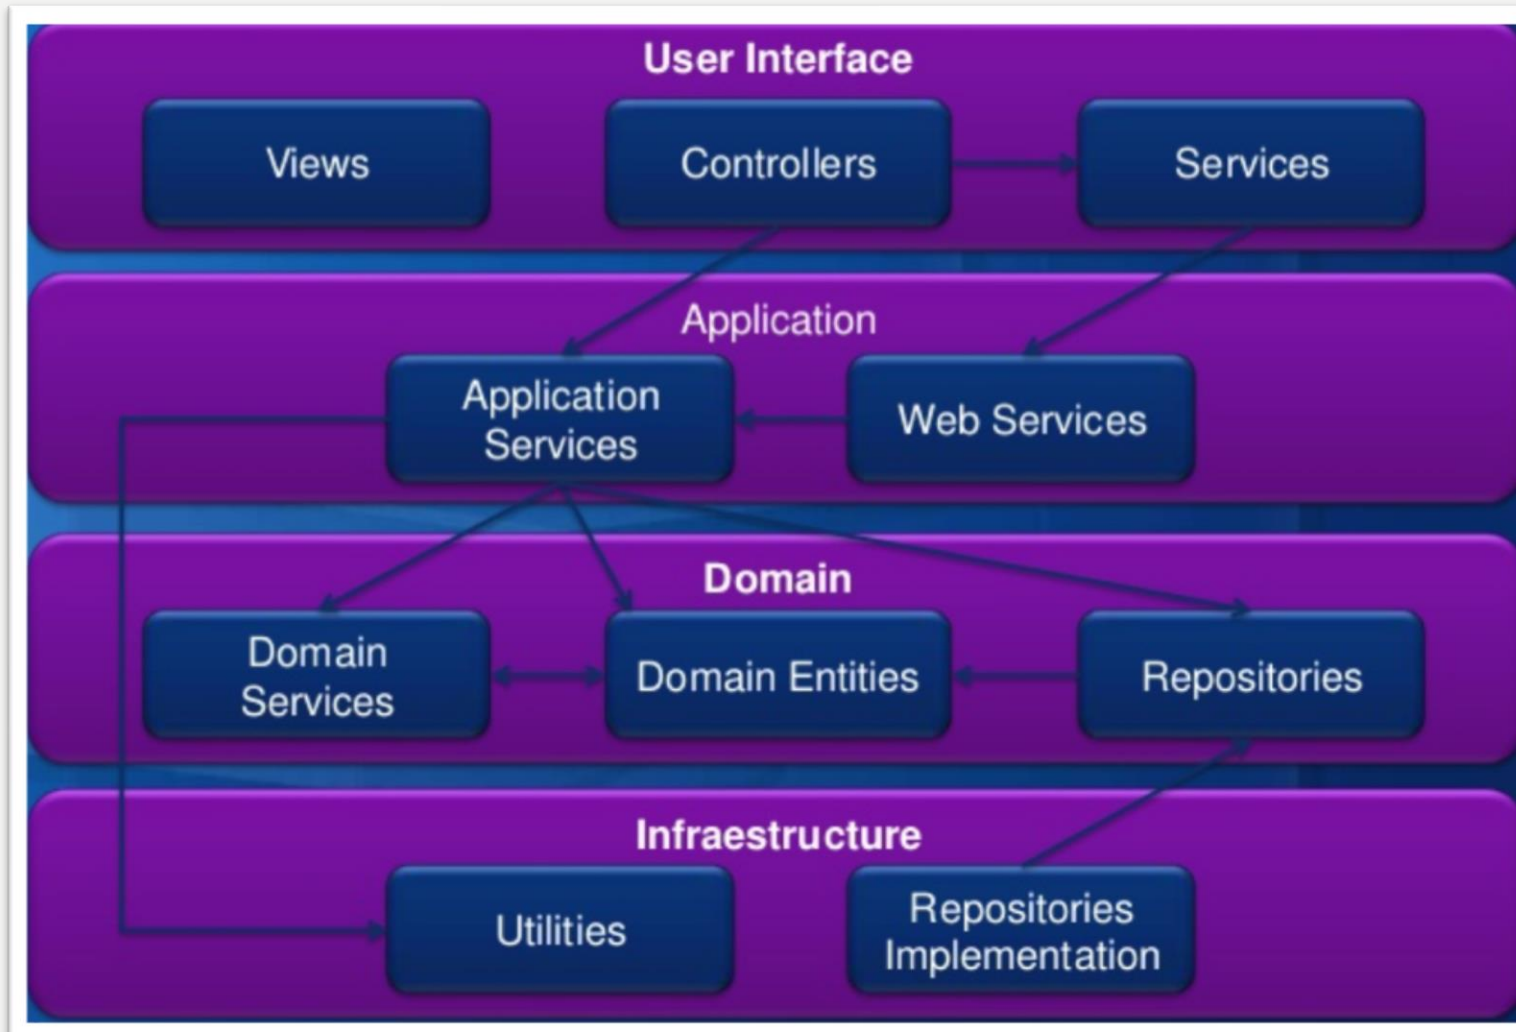 User Interface
Views
Controllers
Services
Application
Application
Services
Web Services
Domain
Domain
Services
Domain Entities
Repositories
Infraestructure
Utilities
Repositories
Implementation